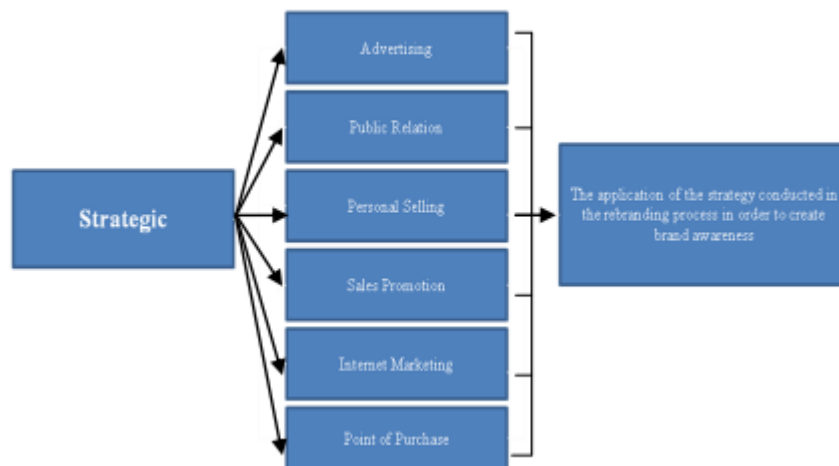 Strategic
Advertising
Public Relation
Personal Selling
Sales Promotion
Internet Marketing
Point of Purchase
The application of the strategy conducted in
the rebranding process in order to create
brand awareness